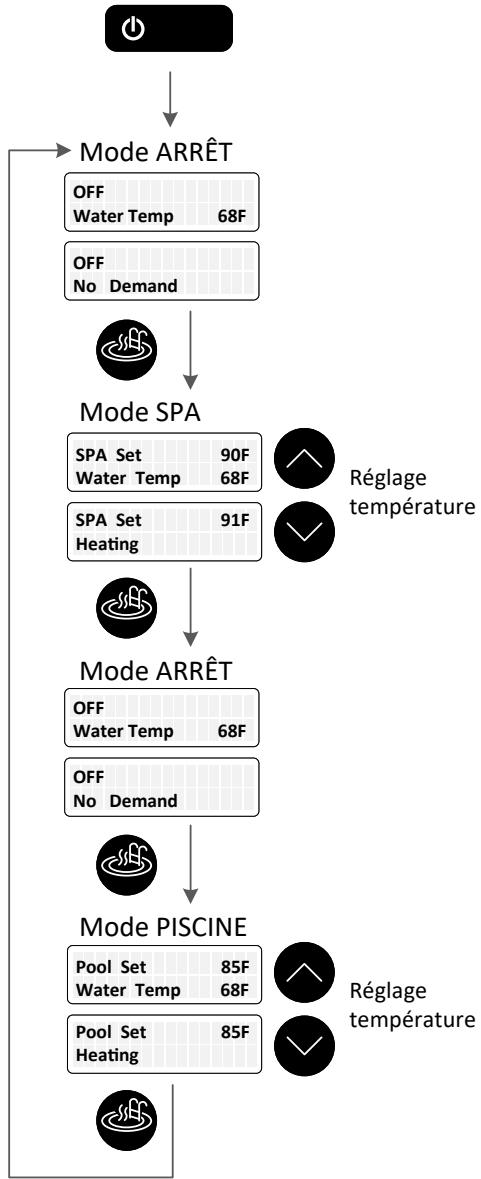 Mode ARRÊT
OFF
Water Temp 68F
OFF
No Demand
Mode SPA
SPA Set 90F
Water Temp 68F
SPA Set 91F
Heating
Réglage
température
Mode ARRÊT
OFF
Water Temp 68F
OFF
No Demand
Mode PISCINE
Pool Set 85F
Water Temp 68F
Pool Set 85F
Heating
Réglage
température